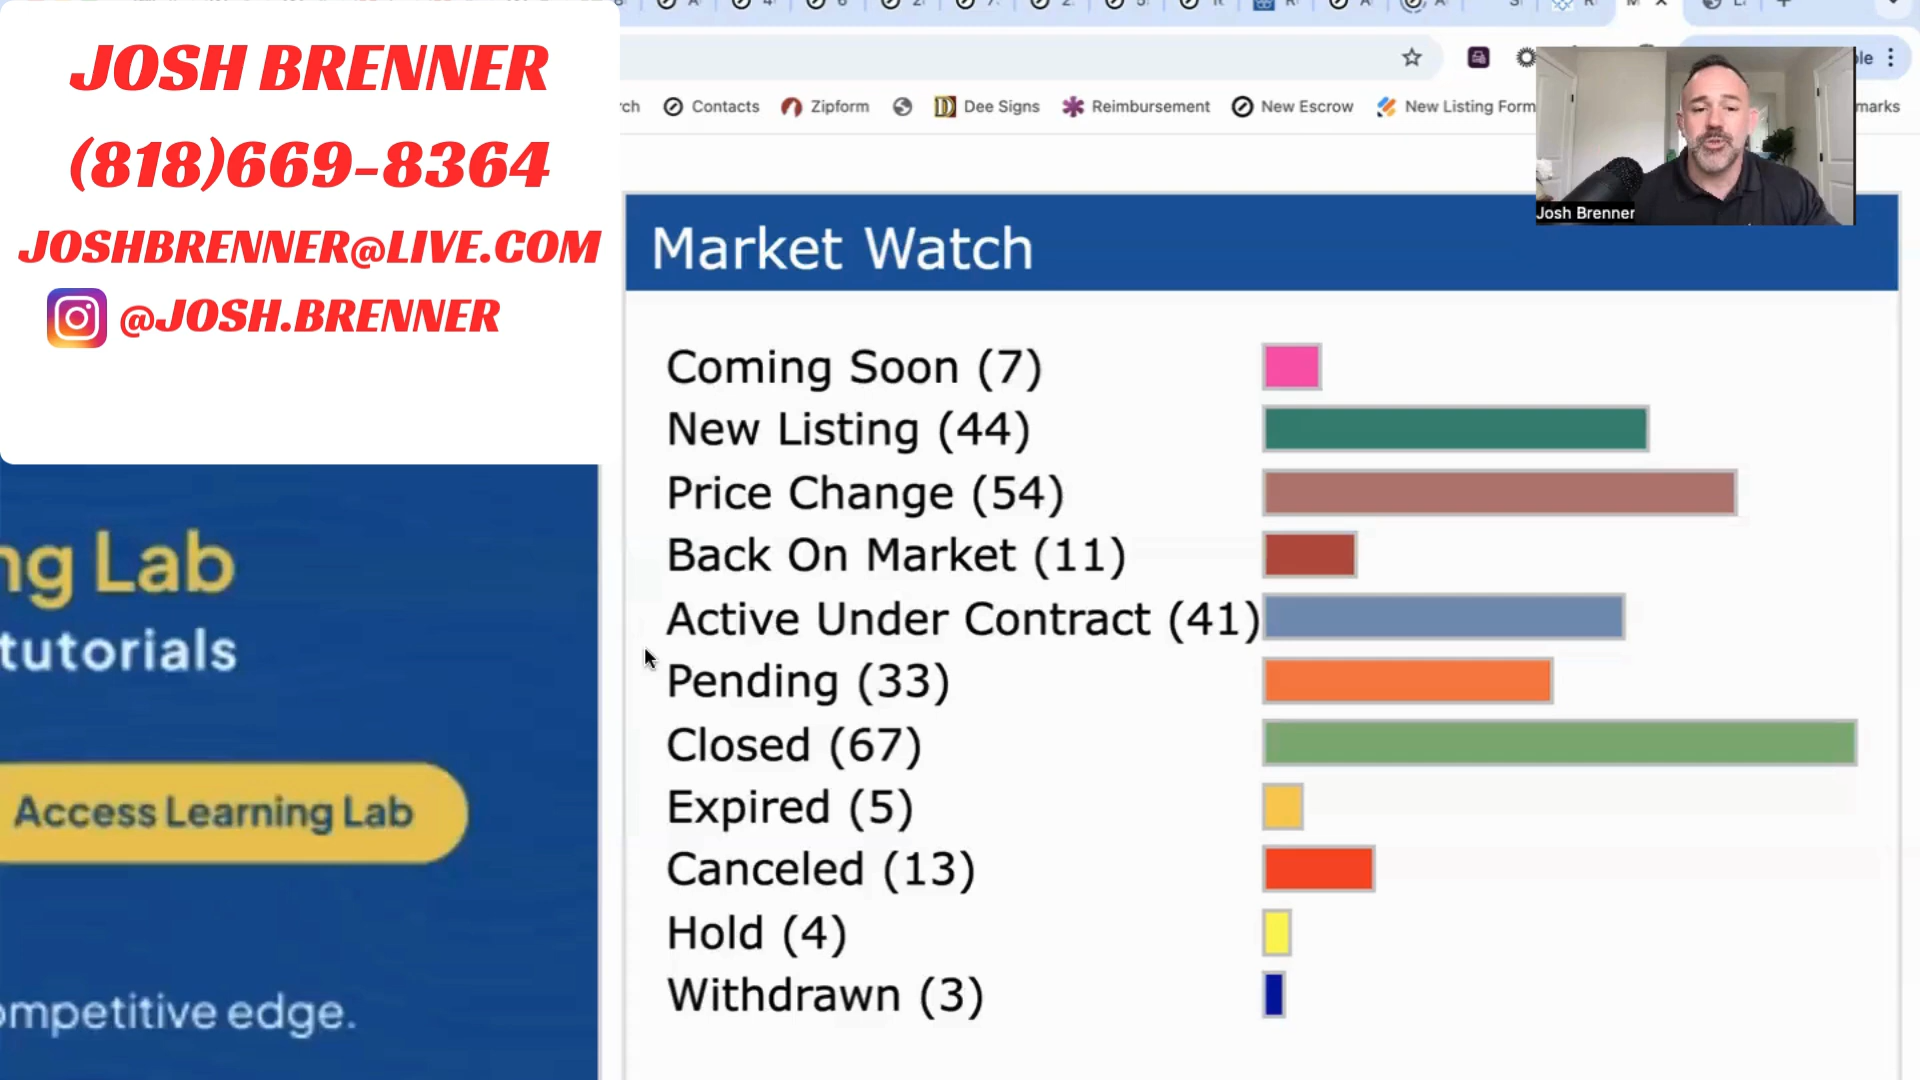 JOSH BRENNER
(818)669-8364
JOSHBRENNER@LIVE.COM
@JOSH.BRENNER
Contacts
Zipform
Dee Signs
Reimbursement
New Escrow
New Listing Form
marks
Josh Brenner
Market Watch
Coming Soon (7)
New Listing (44)
Price Change (54)
Back On Market (11)
Active Under Contract (41)
Pending (33)
Closed (67)
Expired (5)
Canceled (13)
Hold (4)
Withdrawn (3)
ng Lab
tutorials
Access Learning Lab
ompetitive edge.